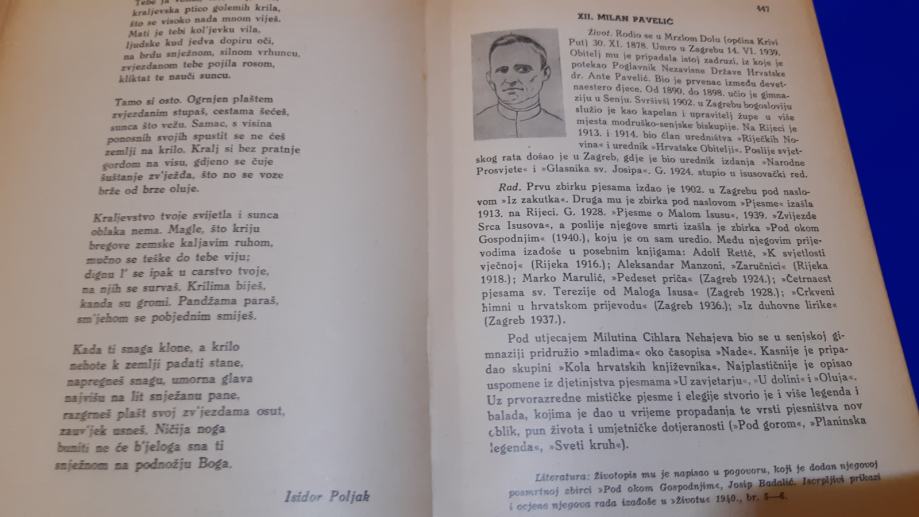 Tebe ja
kraljevska ptico golemih krila,
što se visoko nada mnom viješ.
Mati je tebi kol'jevku vila,
ljudske kud jedva dopiru oči,
na brdu snježnom, silnom vrhuncu,
zvjezdanom tebe pojila rosom,
kliktat te nauči suncu.
Tamo si osto. Ogrnjen plaštem
zvjezdanim stupaš, cestama šećeš,
sunca što vežu. Samac, s visina
ponosnih svojih spustit se ne ćeš
zemlji na krilo. Kralj si bez pratnje
gordom na visu, gdjeno se čuje
šuštanje zv'ježđa, što no se voze
brže od brze oluje.
Kraljevstvo tvoje svijetla i sunca
oblaka nema. Magle, što kriju
bregove zemske kaljavim ruhom,
mučno se teške do tebe viju;
dignu l' se ipak u carstvo tvoje,
na njih se survaš. Krilima biješ,
kanda su gromi. Pandžama paraš,
sm'jehom se pobjednim smiješ.
Kada ti snaga klone, a krilo
nehote k zemlji padati stane,
napregneš snagu, umorna glava
najvišu na lit snježanu pane,
razgrneš plašt svoj zv'jezdama osut,
zauv'jek usneš. Ničija noga
buniti ne će b'jeloga sna ti
snježnom na podnožju Boga.
Isidor Poljak
447
XII. MILAN PAVELIĆ
Život. Rodio se u Mrzlom Dolu (općina Krivi
Put) 30. XI. 1878. Umro u Zagrebu 14. VI. 1939.
Obitelj mu je pripadala istoj zadruzi, iz koje je
potekao Poglavnik Nezavisne Države Hrvatske
dr. Ante Pavelić. Bio je prvenac između devet-
naestero djece. Od 1890. do 1898. učio je gimna-
ziju u Senju. Svršivši 1902. u Zagrebu bogosloviju
služio je kao kapelan i upravitelj župe u više
mjesta modruško-senjske biskupije. Na Rijeci je
1913. i 1914. bio član uredništva »Riječkih No-
vina« i urednik »Hrvatske Obitelji«. Poslije svjet-
skog rata došao je u Zagreb, gdje je bio urednik izdanja »Narodne
Prosvjete« i »Glasnika sv. Josipa«. G. 1924. stupio u isusovački red.
Rad. Prvu zbirku pjesama izdao je 1902. u Zagrebu pod naslo-
vom »Iz zakutka«. Druga mu je zbirka pod naslovom »Pjesme« izašla
1913. na Rijeci. G. 1928. »Pjesme o Malom Isusu«, 1939. »Zvijezde
Srca Isusova«, a poslije njegove smrti izašla je zbirka »Pod okom
Gospodnjim« (1940.), koju je on sam uredio. Među njegovim prije-
vodima izađoše u posebnim knjigama: Adolf Retté, »K svjetlosti
vječnoj« (Rijeka 1916.); Aleksandar Manzoni, »Zaručnici« (Rijeka
1918.); Marko Marulić, »Pedeset priča« (Zagreb 1924.); »Četrnaest
pjesama sv. Terezije od Maloga Isusa« (Zagreb 1928.); »Crkveni
himni u hrvatskom prijevodu« (Zagreb 1936.); »Iz duhovne lirike«
(Zagreb 1937.).
Pod utjecajem Milutina Cihlara Nehajeva bio se u senjskoj gi-
mnaziji pridružio »mladima« oko časopisa »Nade«. Kasnije je pripa-
dao skupini »Kola hrvatskih književnika«. Najplastičnije je opisao
uspomene iz djetinjstva pjesmama »U zavjetarju«, »U dolini« i »Oluja«.
Uz prvorazredne mističke pjesme i elegije stvorio je i više legenda i
balada, kojima je dao u vrijeme propadanja te vrsti pjesništva nov
oblik, pun života i umjetničke dotjeranosti (»Pod gorom«, »Planinska
legenda«, »Sveti kruh«).
Literatura: Životopis mu je napisao u pogovoru, koji je dodan njegovoj
posmrtnoj zbirci »Pod okom Gospodnjim«, Josip Badalić. Iscrpljivi prikazi
i ocjene njegova rada izađoše u »Životu« 1940., br. 5—6.